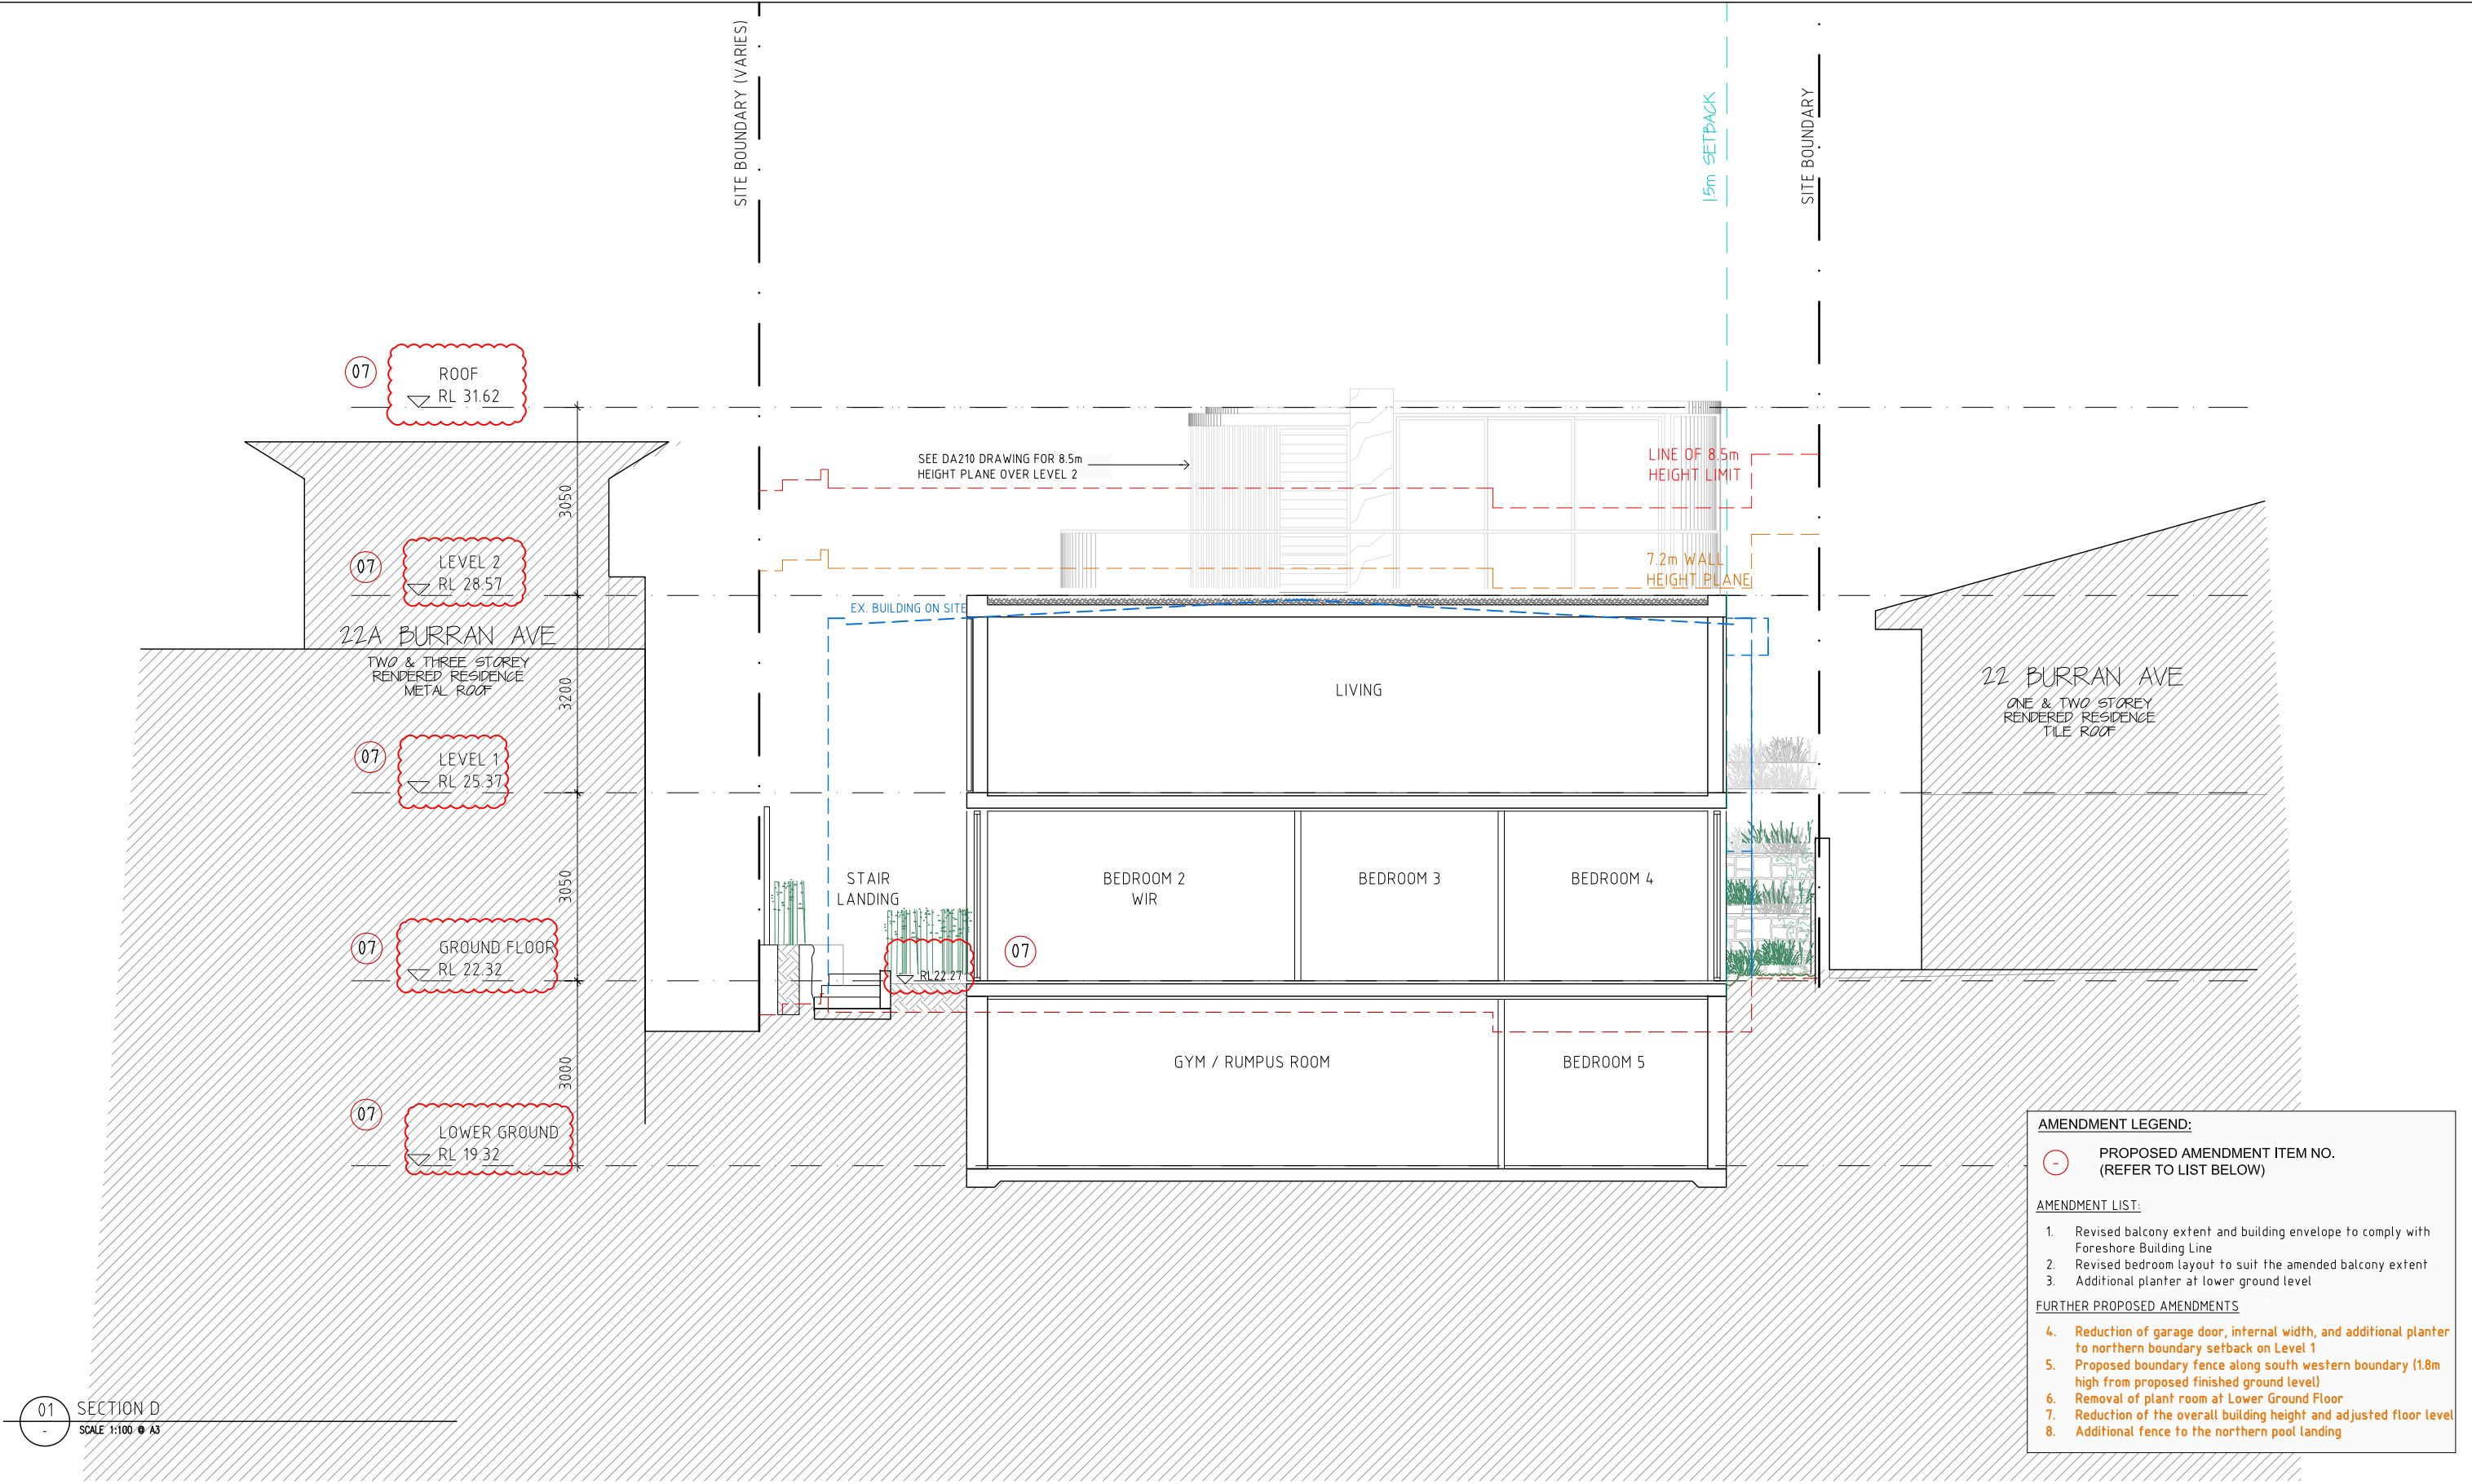 SITE BOUNDARY (VARIES)
1.5m SETBACK
SITE BOUNDARY
07
ROOF
RL 31.62
SEE DA210 DRAWING FOR 8.5m
HEIGHT PLANE OVER LEVEL 2
LINE OF 8.5m
HEIGHT LIMIT
3050
07
LEVEL 2
RL 28.57
7.2m WALL
HEIGHT PLANE
EX. BUILDING ON SITE
22A BURRAN AVE
TWO & THREE STOREY
RENDERED RESIDENCE
METAL ROOF
3200
LIVING
22 BURRAN AVE
ONE & TWO STOREY
RENDERED RESIDENCE
TILE ROOF
07
LEVEL 1
RL 25.37
3050
STAIR
LANDING
BEDROOM 2
WIR
BEDROOM 3
BEDROOM 4
07
GROUND FLOOR
RL 22.32
RL22.27
07
3000
GYM / RUMPUS ROOM
BEDROOM 5
07
LOWER GROUND
RL 19.32
AMENDMENT LEGEND:
-
PROPOSED AMENDMENT ITEM NO.
(REFER TO LIST BELOW)
AMENDMENT LIST:
1. Revised balcony extent and building envelope to comply with
Foreshore Building Line
2. Revised bedroom layout to suit the amended balcony extent
3. Additional planter at lower ground level
FURTHER PROPOSED AMENDMENTS
4. Reduction of garage door, internal width, and additional planter
to northern boundary setback on Level 1
5. Proposed boundary fence along south western boundary (1.8m
high from proposed finished ground level)
6. Removal of plant room at Lower Ground Floor
7. Reduction of the overall building height and adjusted floor level
8. Additional fence to the northern pool landing
01
-
SECTION D
SCALE 1:100 @ A3